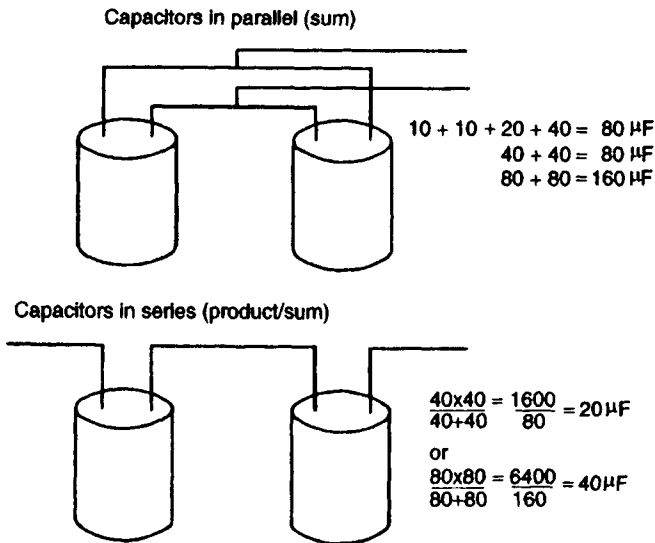 Capacitors in parallel (sum)
10 + 10 + 20 + 40 = 80 µF
40 + 40 = 80 µF
80 + 80 = 160 µF
Capacitors in series (product/sum)
40x40 = 1600 = 20 µF
40+40 80
or
80x80 = 6400 = 40 µF
80+80 160